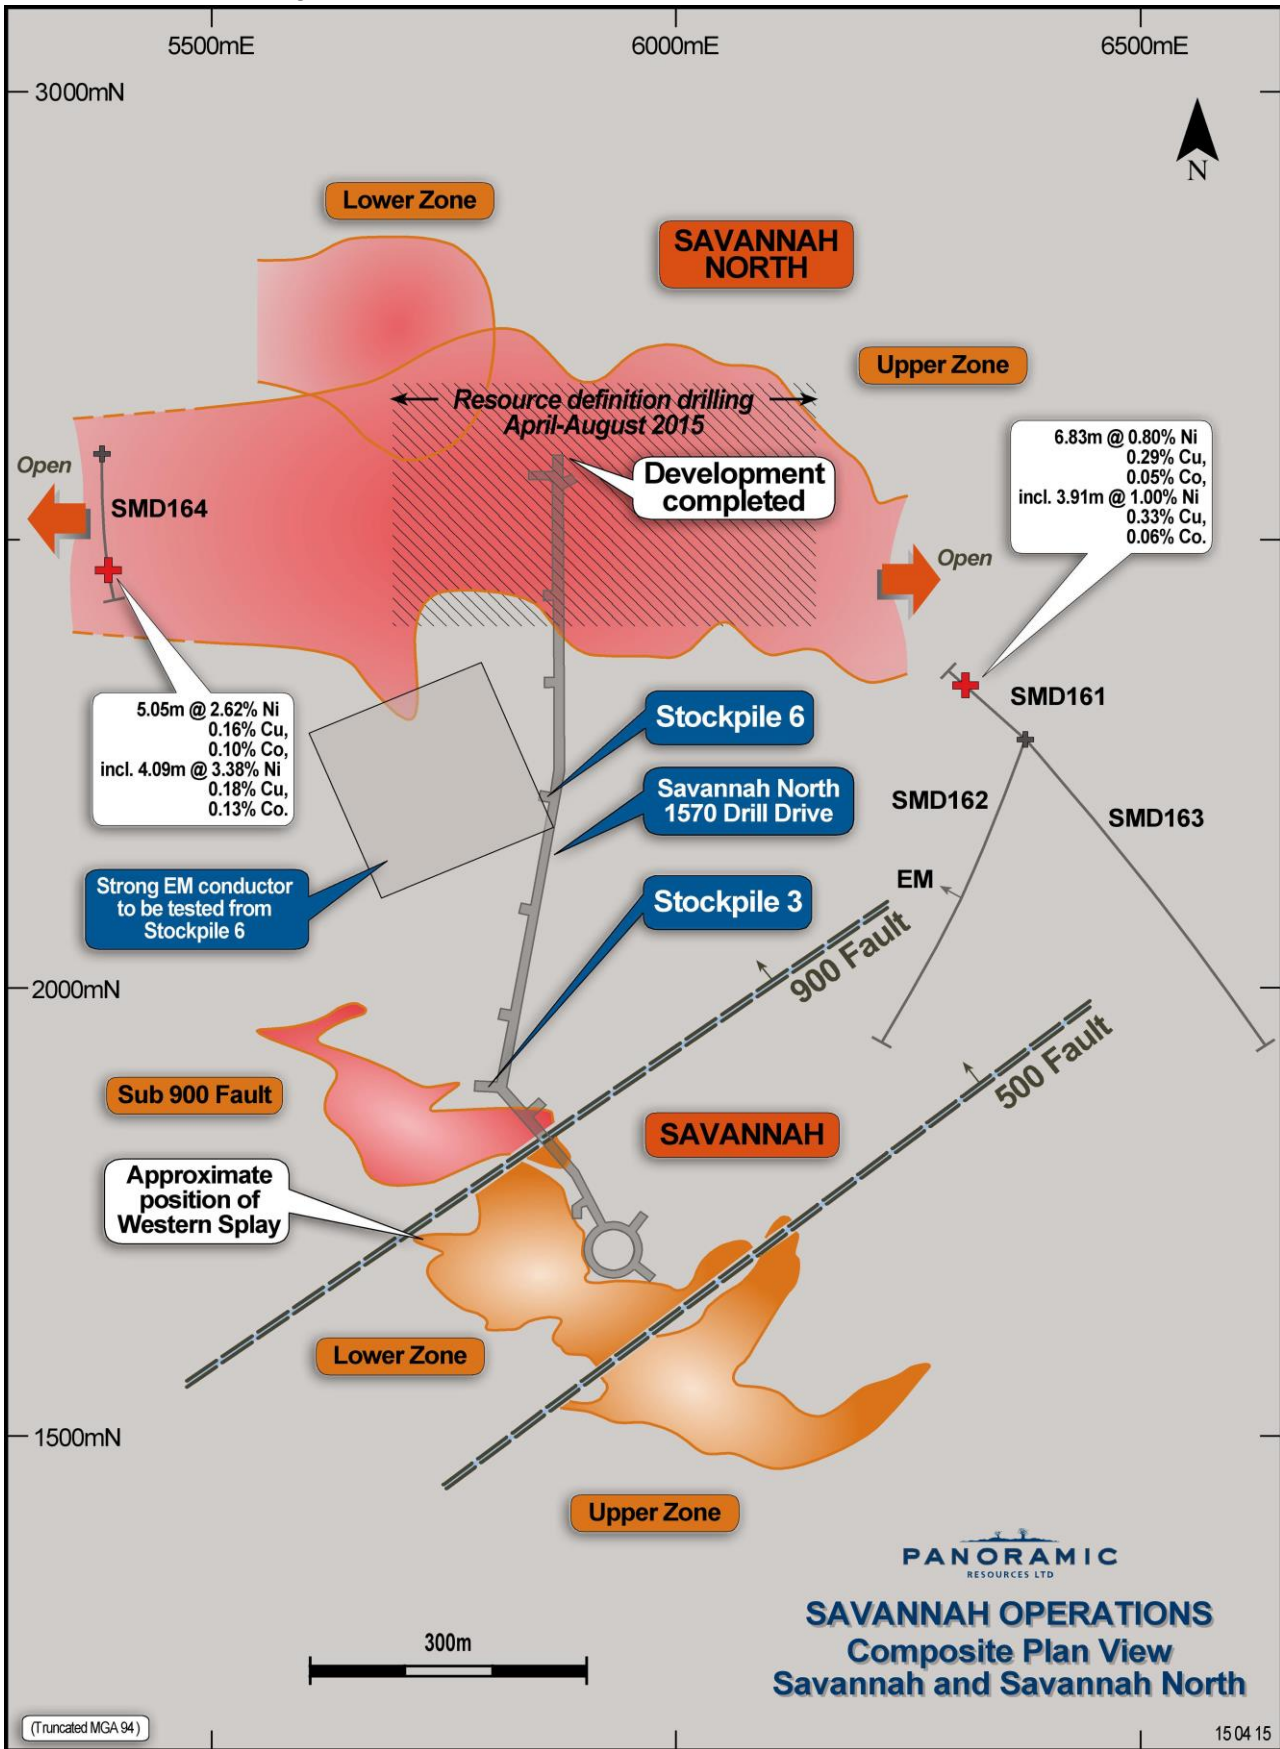 5500mE
6000mE
6500mE
3000mN
N
Lower Zone
SAVANNAH
NORTH
Upper Zone
Resource definition drilling
April-August 2015
Development
completed
6.83m @ 0.80% Ni
0.29% Cu,
0.05% Co,
incl. 3.91m @ 1.00% Ni
0.33% Cu,
0.06% Co.
Open
SMD164
Open
5.05m @ 2.62% Ni
0.16% Cu,
0.10% Co,
incl. 4.09m @ 3.38% Ni
0.18% Cu,
0.13% Co.
SMD161
Stockpile 6
Savannah North
1570 Drill Drive
SMD162
SMD163
Strong EM conductor
to be tested from
Stockpile 6
EM
Stockpile 3
900 Fault
2000mN
500 Fault
Sub 900 Fault
SAVANNAH
Approximate
position of
Western Splay
Lower Zone
1500mN
Upper Zone
PANORAMIC
RESOURCES LTD
SAVANNAH OPERATIONS
Composite Plan View
Savannah and Savannah North
300m
(Truncated MGA 94 )
15 04 15